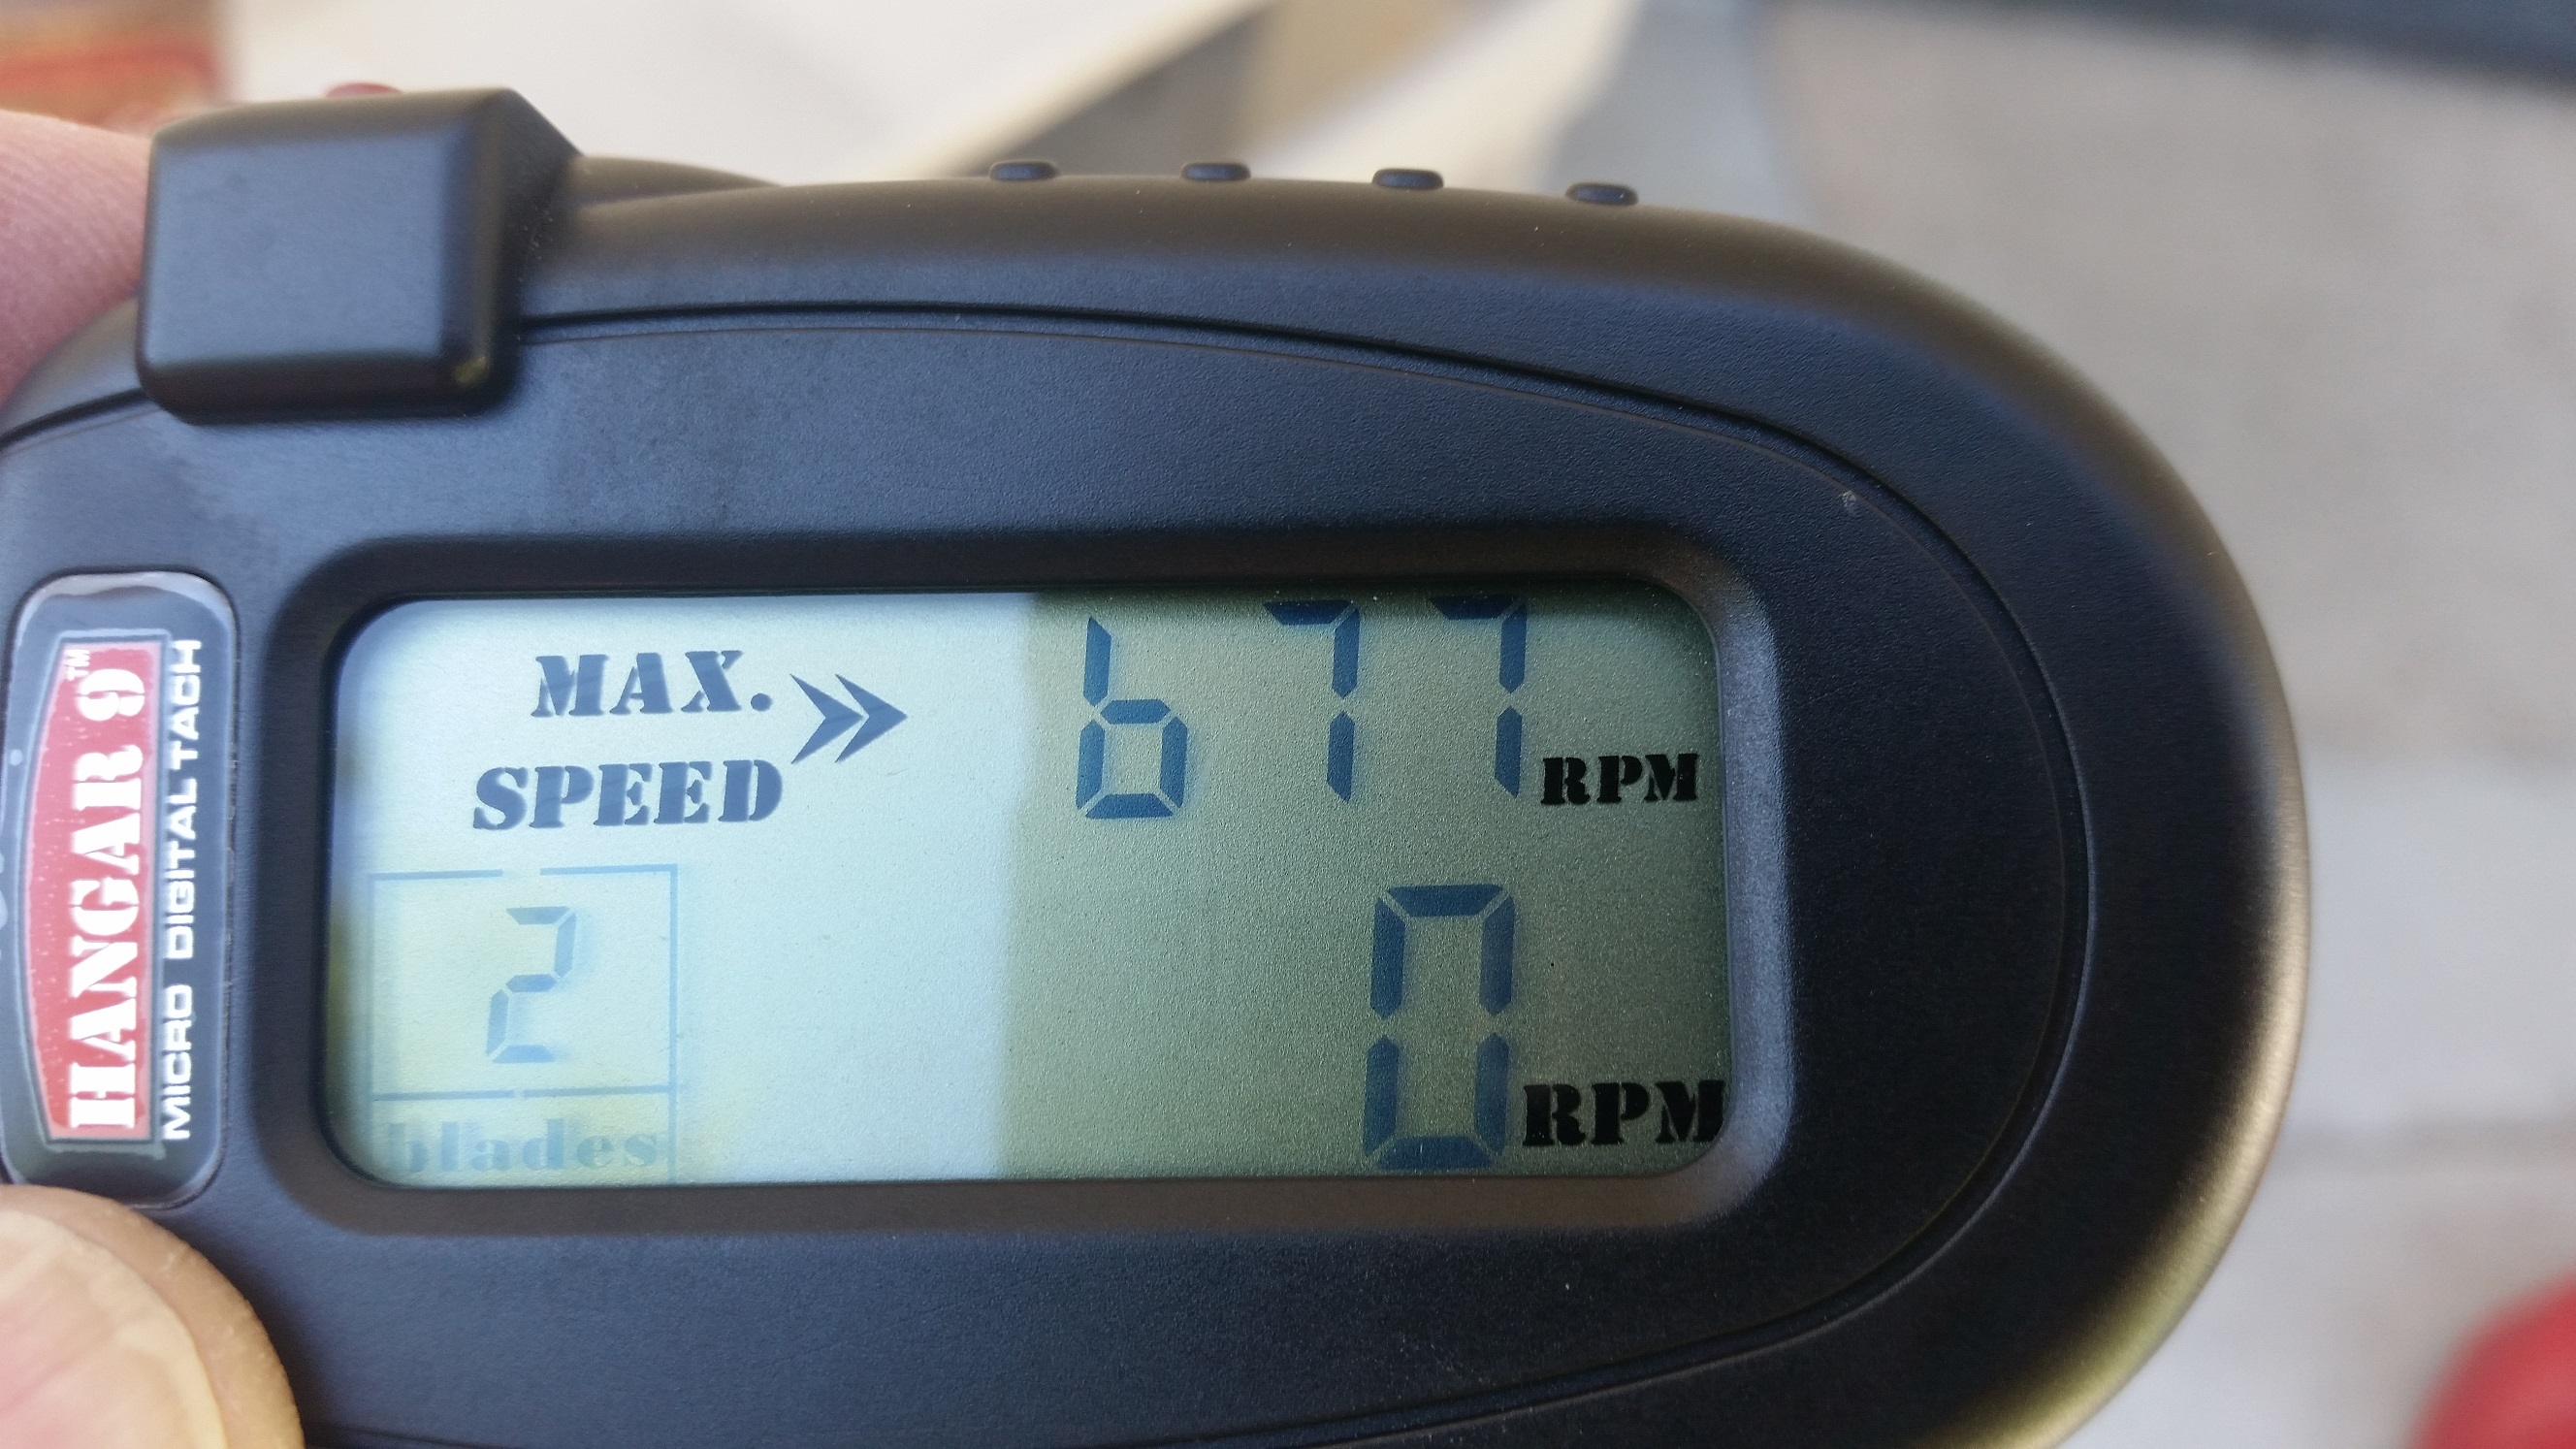 HANGAR 9™
MICRO DIGITAL TACH
MAX.
SPEED
677 RPM
2
blades
0 RPM